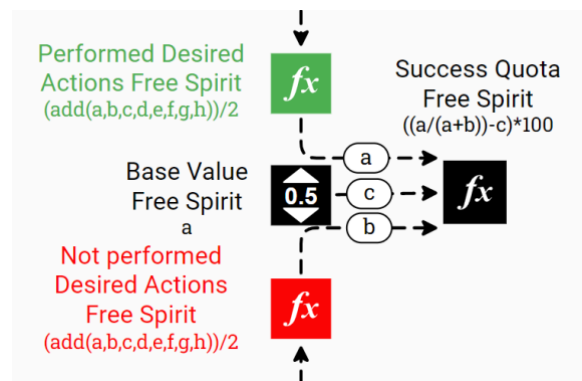 Performed Desired
Actions Free Spirit
(add(a,b,c,d,e,f,g,h))/2
fx
Success Quota
Free Spirit
((a/(a+b))-c)*100
a
Base Value
Free Spirit
a
0.5
c
fx
b
Not performed
Desired Actions
Free Spirit
(add(a,b,c,d,e,f,g,h))/2
fx